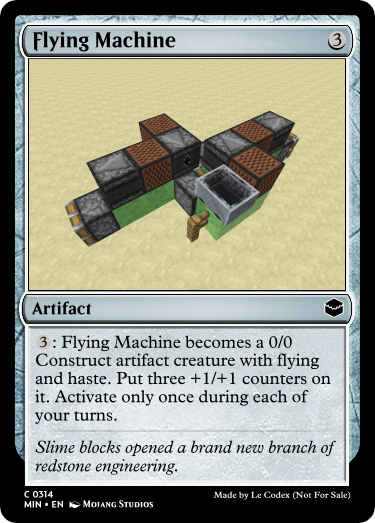 Flying Machine 3
Artifact
3: Flying Machine becomes a 0/0
Construct artifact creature with flying
and haste. Put three +1/+1 counters on
it. Activate only once during each of
your turns.
Slime blocks opened a brand new branch of
redstone engineering.
C 0314
MIN • EN Mojang Studios
Made by Le Codex (Not For Sale)